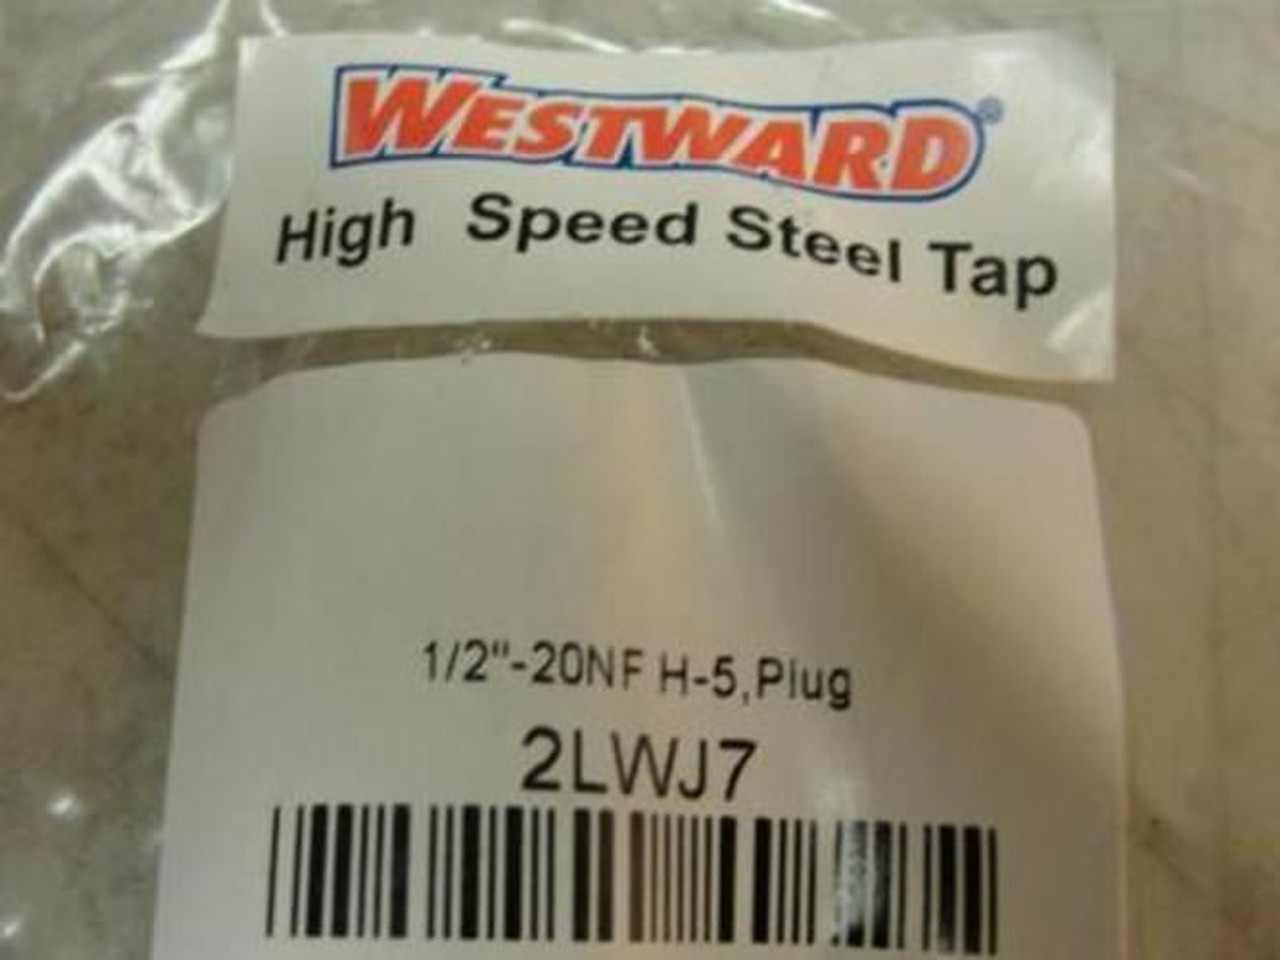 WESTWARD®
High Speed Steel Tap
1/2"-20NF H-5,Plug
2LWJ7